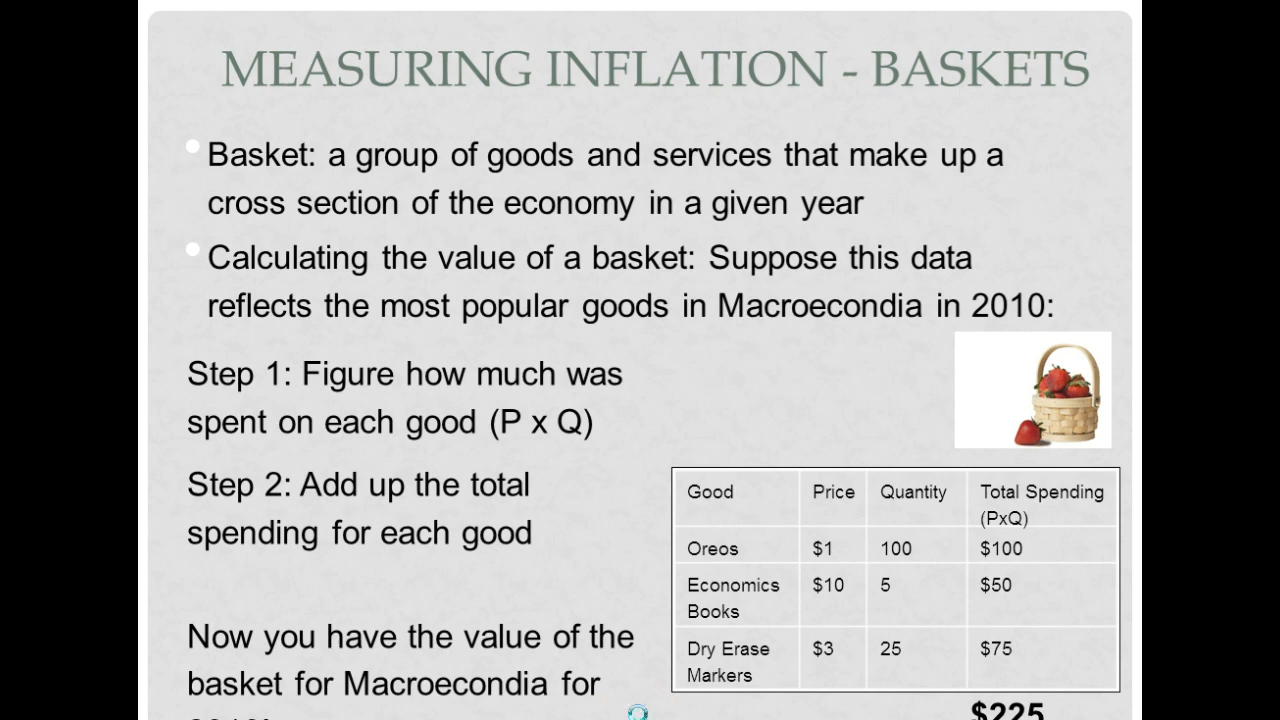 MEASURING INFLATION - BASKETS
Basket: a group of goods and services that make up a
cross section of the economy in a given year
Calculating the value of a basket: Suppose this data
reflects the most popular goods in Macroecondia in 2010:
Step 1: Figure how much was
spent on each good (P x Q)
Step 2: Add up the total
spending for each good
Now you have the value of the
basket for Macroecondia for
Good Price Quantity Total Spending
(PxQ)
Oreos $1 100 $100
Economics $10 5 $50
Books
Dry Erase $3 25 $75
Markers
$225